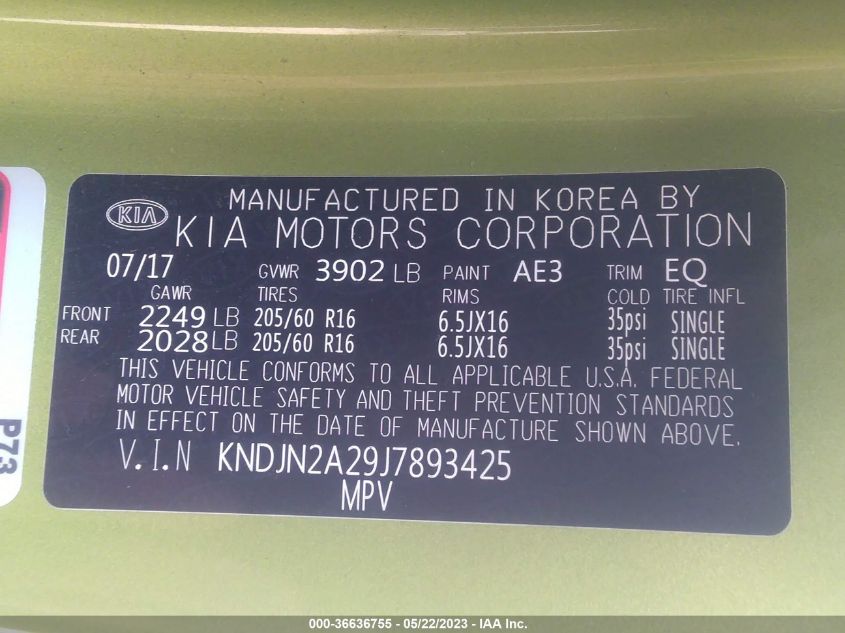 MANUFACTURED IN KOREA BY
KIA KIA MOTORS CORPORATION
07/17 GVWR 3902 LB PAINT AE3 TRIM EQ
GAWR TIRES RIMS COLD TIRE INFL
FRONT 2249 LB 205/60 R16 6.5JX16 35psi SINGLE
REAR 2028 LB 205/60 R16 6.5JX16 35psi SINGLE
THIS VEHICLE CONFORMS TO ALL APPLICABLE U.S.A. FEDERAL
MOTOR VEHICLE SAFETY AND THEFT PREVENTION STANDARDS
IN EFFECT ON THE DATE OF MANUFACTURE SHOWN ABOVE.
V.I.N KNDJN2A29J7893425
MPV
P73
000-36636755 - 05/22/2023 - IAA Inc.